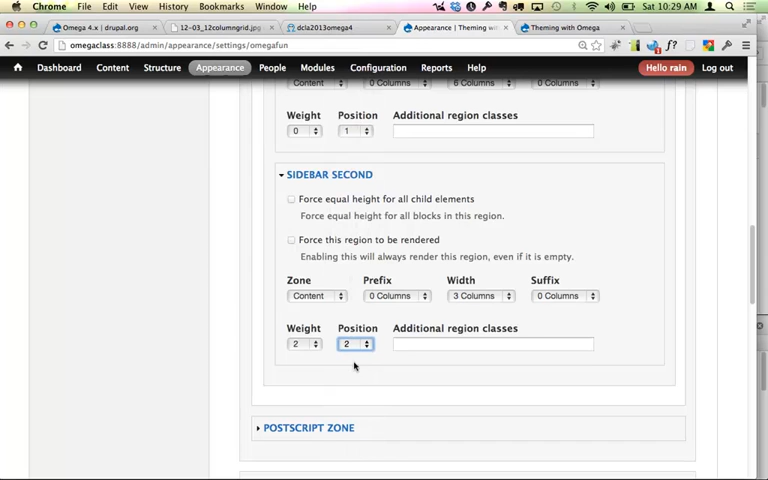 Chrome File Edit View History Bookmarks Window Help Sat 10:29 AM
Omega 4.x | drupal.org 12-03_12columngrid.jpg dcla2013omega4 Appearance | Theming wit Theming with Omega
omegaclass:8888/admin/appearance/settings/omegafun
Dashboard Content Structure Appearance People Modules Configuration Reports Help Hello rain Log out
Content 0 Columns 6 Columns 0 Columns
Weight Position Additional region classes
0 1
SIDEBAR SECOND
Force equal height for all child elements
Force equal height for all blocks in this region.
Force this region to be rendered
Enabling this will always render this region, even if it is empty.
Zone Prefix Width Suffix
Content 0 Columns 3 Columns 0 Columns
Weight Position Additional region classes
2 2
POSTSCRIPT ZONE